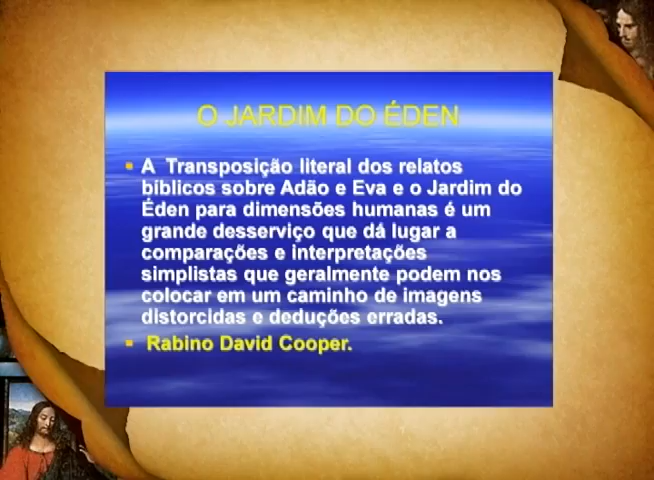 O JARDIM DO ÉDEN
A Transposição literal dos relatos
bíblicos sobre Adão e Eva e o Jardim do
Éden para dimensões humanas é um
grande desserviço que dá lugar a
comparações e interpretações
simplistas que geralmente podem nos
colocar em um caminho de imagens
distorcidas e deduções erradas.
Rabino David Cooper.